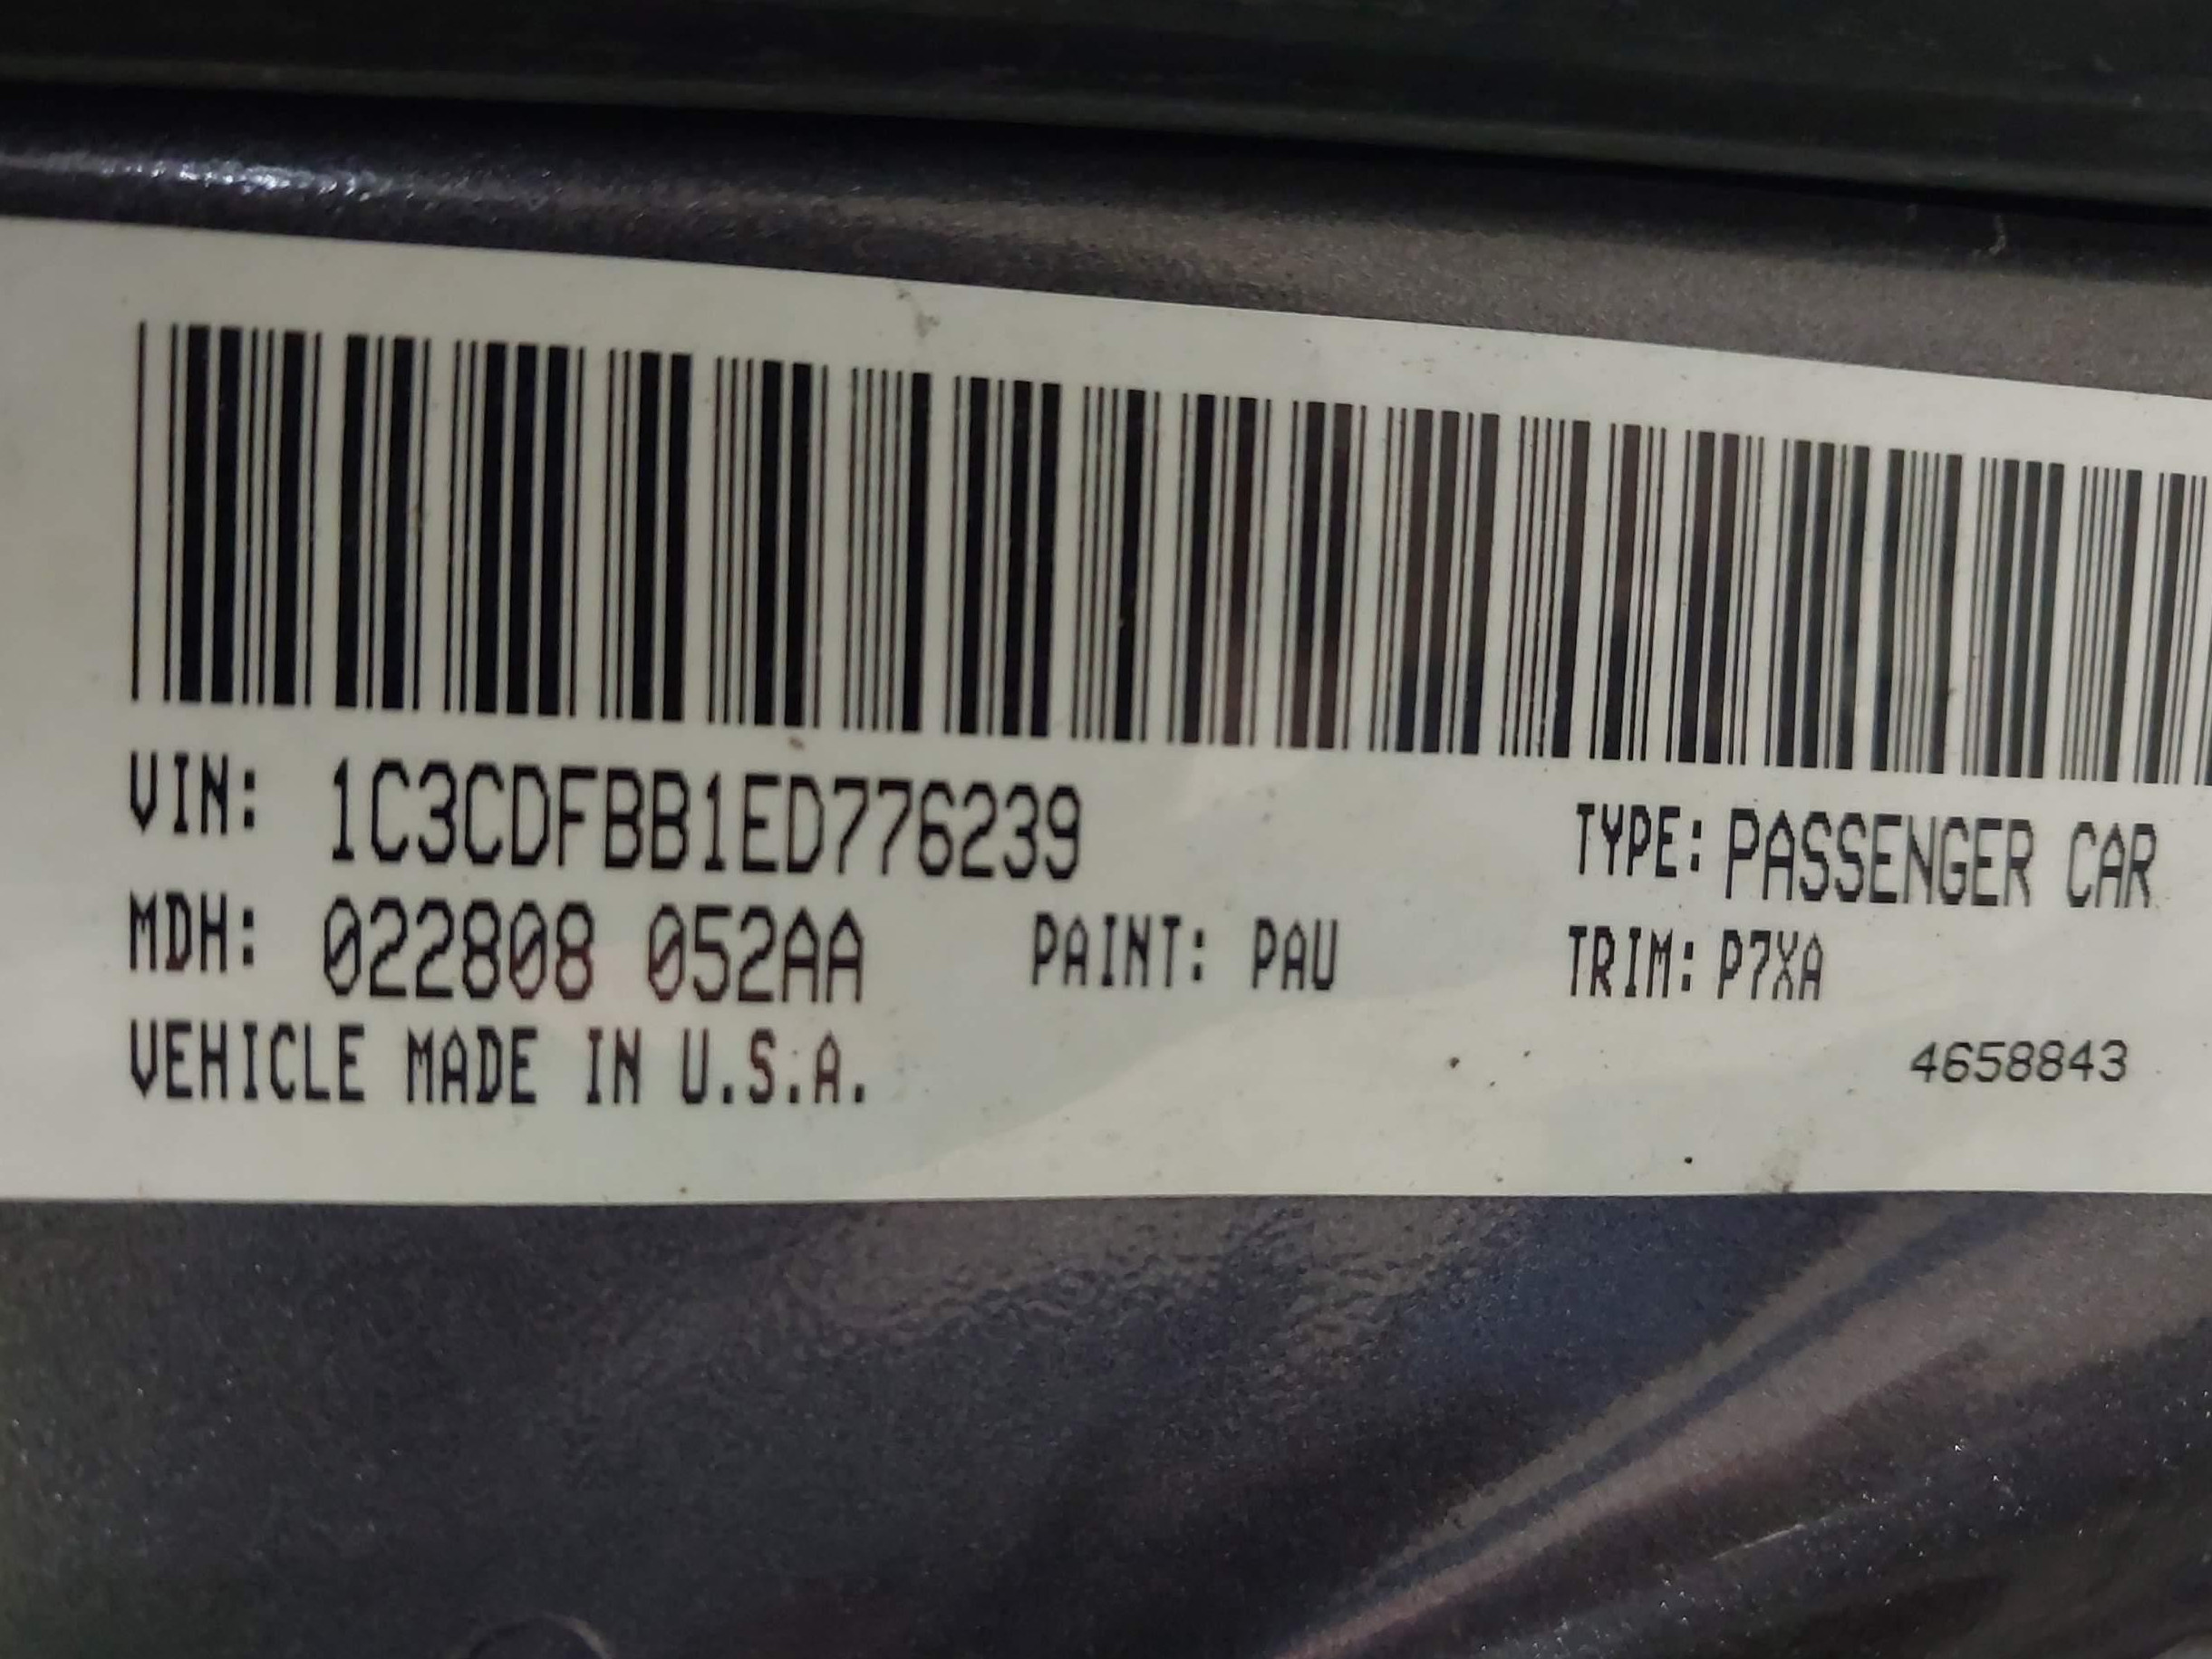 VIN: 1C3CDFBB1ED776239 TYPE: PASSENGER CAR
MDH: 022808 052AA PAINT: PAU TRIM: P7XA
VEHICLE MADE IN U.S.A. 4658843